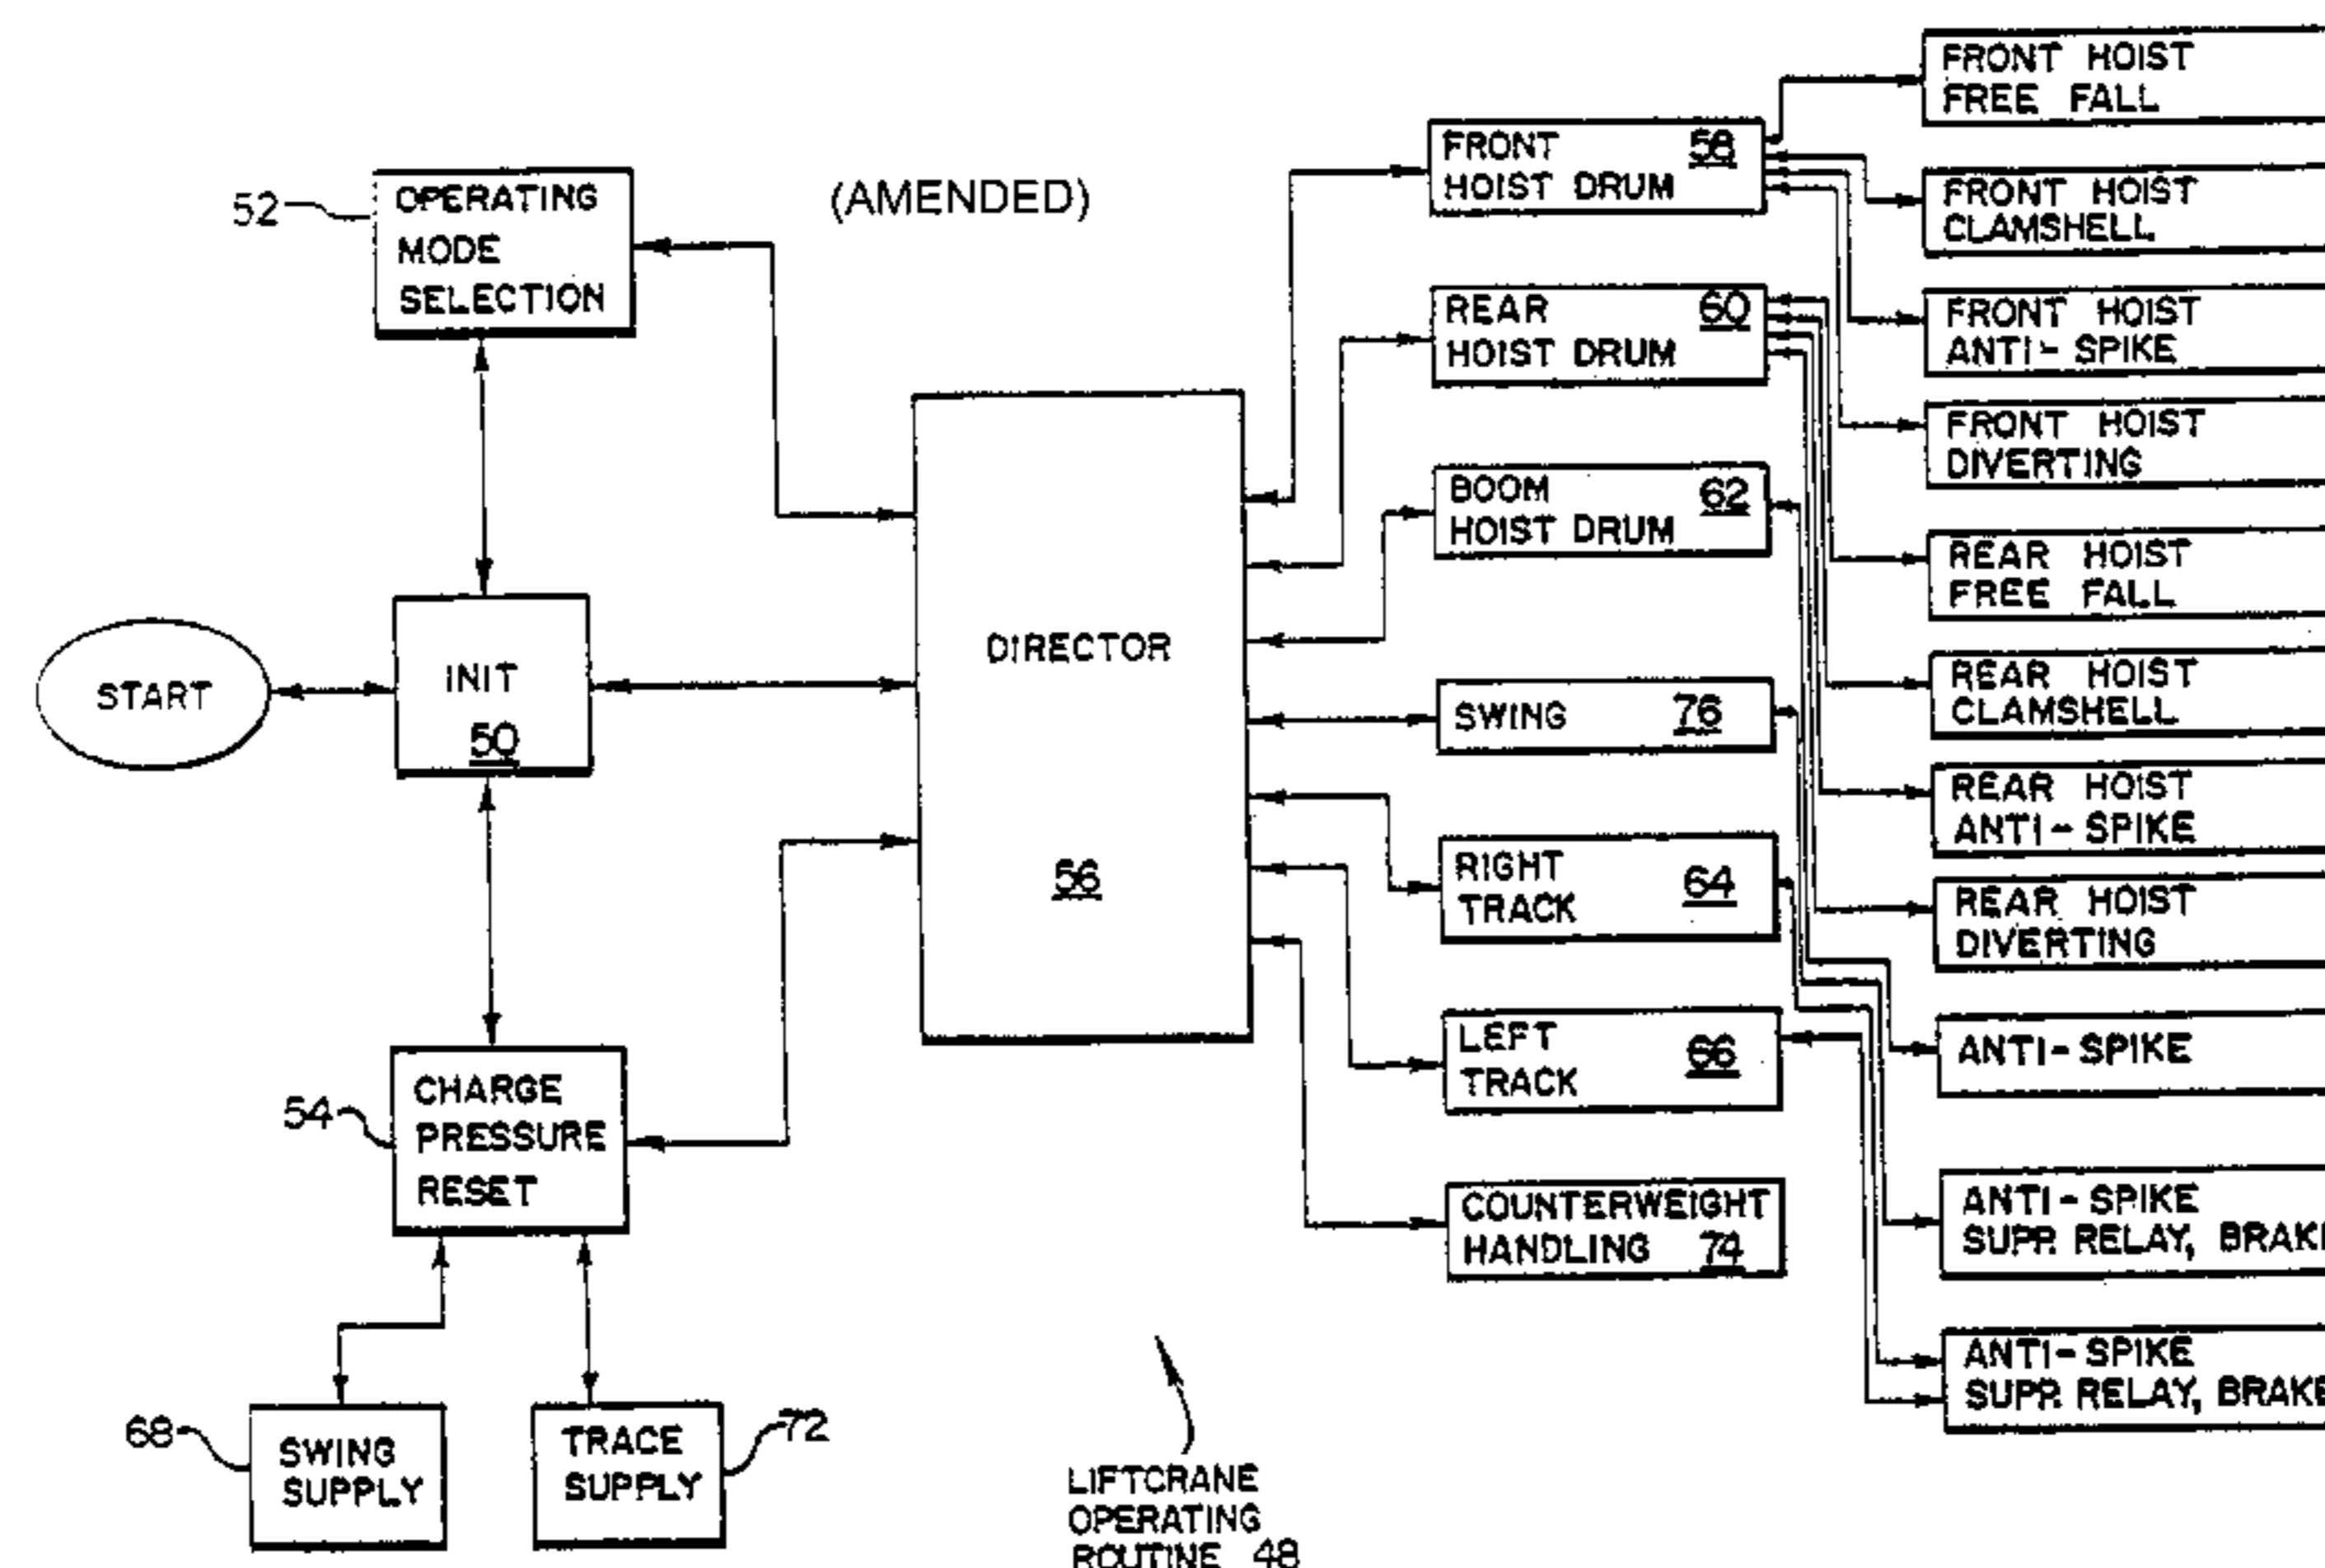 (AMENDED)
52
OPERATING
MODE
SELECTION
START
INIT
50
54
CHARGE
PRESSURE
RESET
68
SWING
SUPPLY
TRACE
SUPPLY
72
DIRECTOR
56
FRONT 58
HOIST DRUM
REAR 60
HOIST DRUM
BOOM 62
HOIST DRUM
SWING 76
RIGHT 64
TRACK
LEFT 66
TRACK
COUNTERWEIGHT
HANDLING 74
FRONT HOIST
FREE FALL
FRONT HOIST
CLAMSHELL
FRONT HOIST
ANTI-SPIKE
FRONT HOIST
DIVERTING
REAR HOIST
FREE FALL
REAR HOIST
CLAMSHELL
REAR HOIST
ANTI-SPIKE
REAR HOIST
DIVERTING
ANTI-SPIKE
ANTI-SPIKE
SUPP. RELAY,
ANTI-SPIKE
SUPP. RELAY,
LIFTCRANE
OPERATING
ROUTINE 48